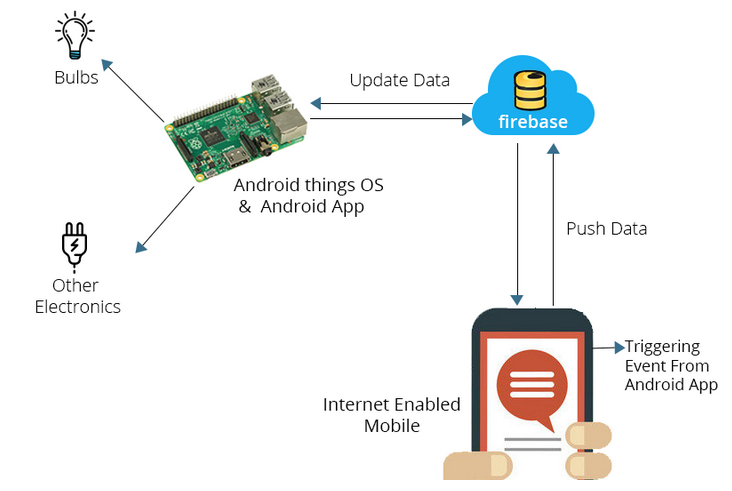 Bulbs
Update Data
firebase
Android things OS
& Android App
Push Data
Other
Electronics
Triggering
Event From
Android App
Internet Enabled
Mobile